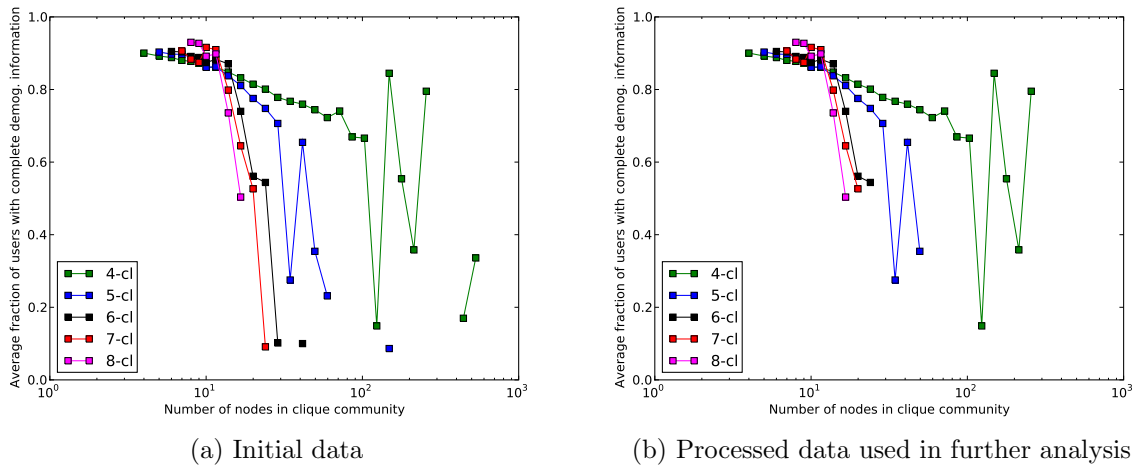 Average fraction of users with complete demog. information
1.0
0.8
0.6
0.4
0.2
0.0
4-cl
5-cl
6-cl
7-cl
8-cl
10^0
10^1
10^2
10^3
Number of nodes in clique community
(a) Initial data
Average fraction of users with complete demog. information
1.0
0.8
0.6
0.4
0.2
0.0
4-cl
5-cl
6-cl
7-cl
8-cl
10^0
10^1
10^2
10^3
Number of nodes in clique community
(b) Processed data used in further analysis